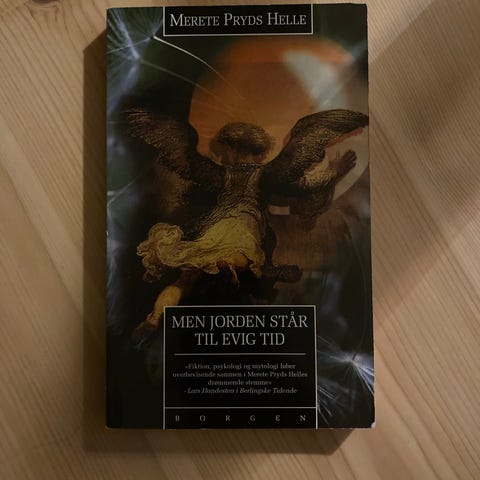 MERETE PRYDS HELLE
MEN JORDEN STÅR
TIL EVIG TID
»Fiktion, psykologi og mytologi løber
overbevisende sammen i Merete Pryds Helles
drømmende stemme«
- Lars Handesten i Berlingske Tidende
BORGEN